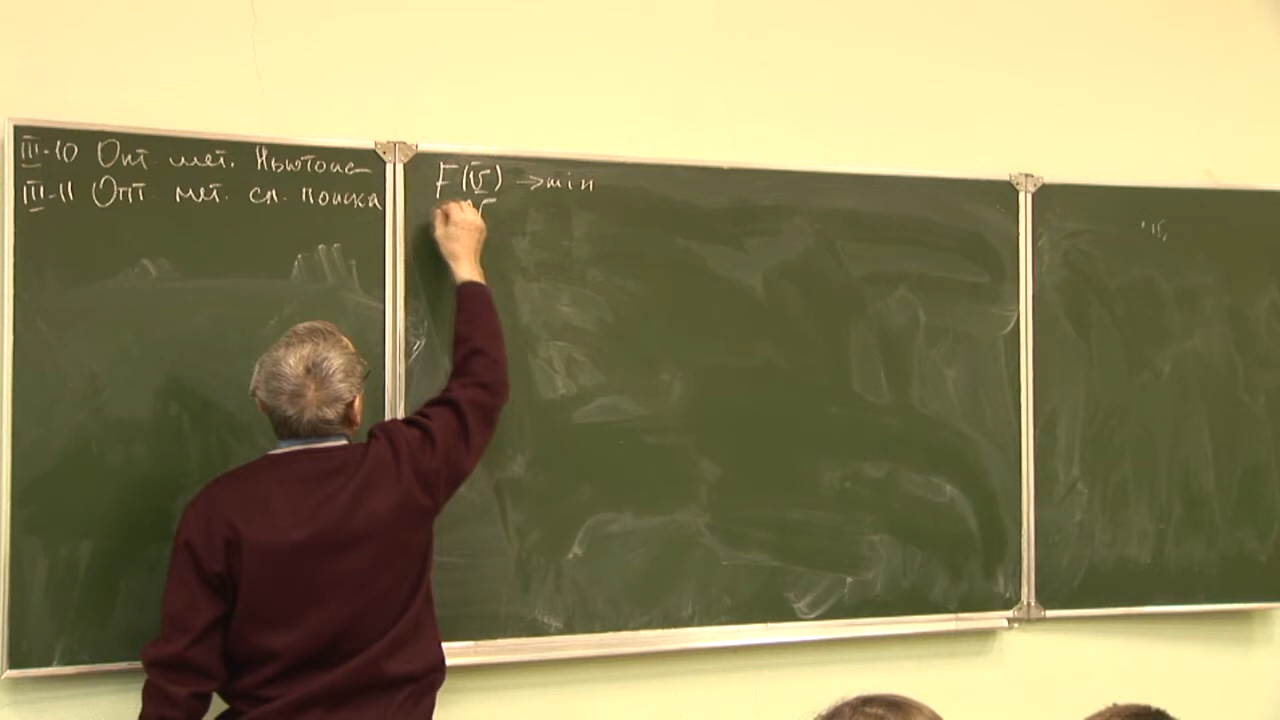 III-10 Опт. мет. Ньютона
III-11 Опт. мет. сл. поиска
F(v) → min